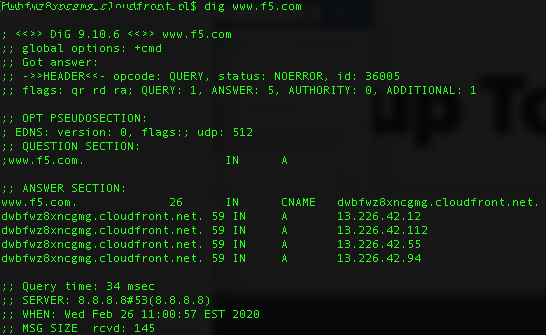 $ dig www.f5.com
; <<>> DiG 9.10.6 <<>> www.f5.com
;; global options: +cmd
;; Got answer:
;; ->>HEADER<<- opcode: QUERY, status: NOERROR, id: 36005
;; flags: qr rd ra; QUERY: 1, ANSWER: 5, AUTHORITY: 0, ADDITIONAL: 1
;; OPT PSEUDOSECTION:
; EDNS: version: 0, flags:; udp: 512
;; QUESTION SECTION:
;www.f5.com. IN A
;; ANSWER SECTION:
www.f5.com. 26 IN CNAME dwbfwz8xncgmg.cloudfront.net.
dwbfwz8xncgmg.cloudfront.net. 59 IN A 13.226.42.12
dwbfwz8xncgmg.cloudfront.net. 59 IN A 13.226.42.112
dwbfwz8xncgmg.cloudfront.net. 59 IN A 13.226.42.55
dwbfwz8xncgmg.cloudfront.net. 59 IN A 13.226.42.94
;; Query time: 34 msec
;; SERVER: 8.8.8.8#53(8.8.8.8)
;; WHEN: Wed Feb 26 11:00:57 EST 2020
;; MSG SIZE rcvd: 145